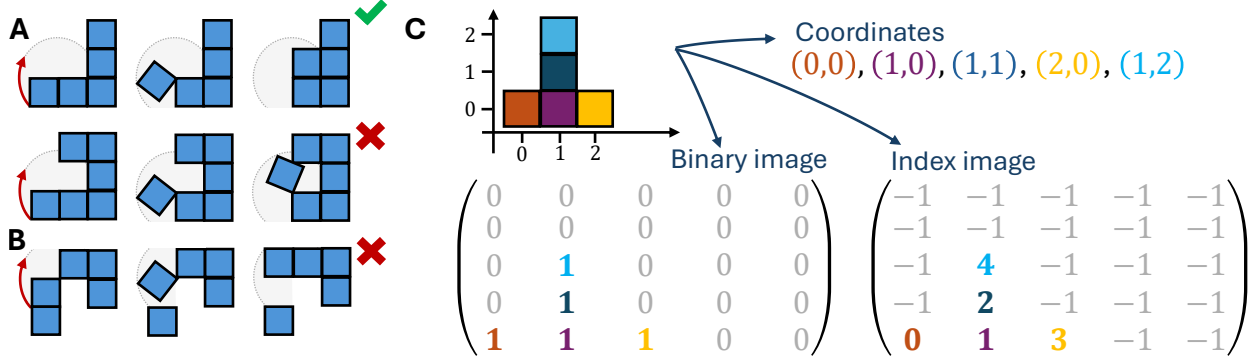 A
B
C
2
1
0
0 1 2
Coordinates
(0,0), (1,0), (1,1), (2,0), (1,2)
Binary image
0 0 0 0 0
0 0 0 0 0
0 1 0 0 0
0 1 0 0 0
1 1 1 0 0
Index image
−1 −1 −1 −1 −1
−1 −1 −1 −1 −1
−1 4 −1 −1 −1
−1 2 −1 −1 −1
0 1 3 −1 −1